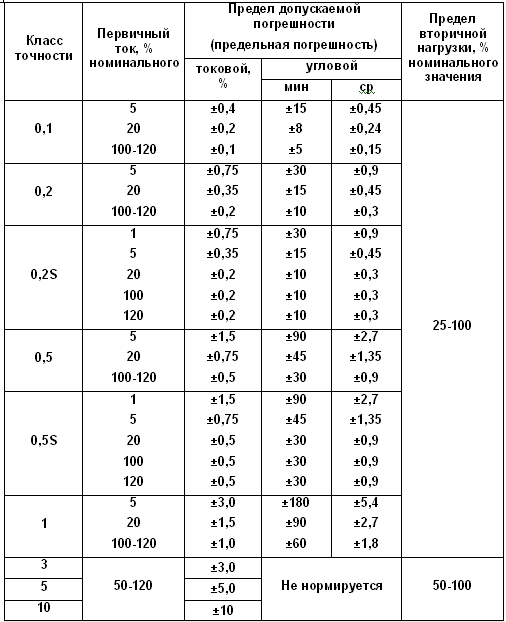 Класс точности Первичный ток, % номинального Предел допускаемой погрешности (предельная погрешность) Предел вторичной нагрузки, % номинального значения
токовой, % угловой
мин ср
0,1 5 ±0,4 ±15 ±0,45 25-100
20 ±0,2 ±8 ±0,24
100-120 ±0,1 ±5 ±0,15
0,2 5 ±0,75 ±30 ±0,9
20 ±0,35 ±15 ±0,45
100-120 ±0,2 ±10 ±0,3
0,2S 1 ±0,75 ±30 ±0,9
5 ±0,35 ±15 ±0,45
20 ±0,2 ±10 ±0,3
100 ±0,2 ±10 ±0,3
120 ±0,2 ±10 ±0,3
0,5 5 ±1,5 ±90 ±2,7
20 ±0,75 ±45 ±1,35
100-120 ±0,5 ±30 ±0,9
0,5S 1 ±1,5 ±90 ±2,7
5 ±0,75 ±45 ±1,35
20 ±0,5 ±30 ±0,9
100 ±0,5 ±30 ±0,9
120 ±0,5 ±30 ±0,9
1 5 ±3,0 ±180 ±5,4
20 ±1,5 ±90 ±2,7
100-120 ±1,0 ±60 ±1,8
3 50-120 ±3,0 Не нормируется 50-100
5 ±5,0
10 ±10